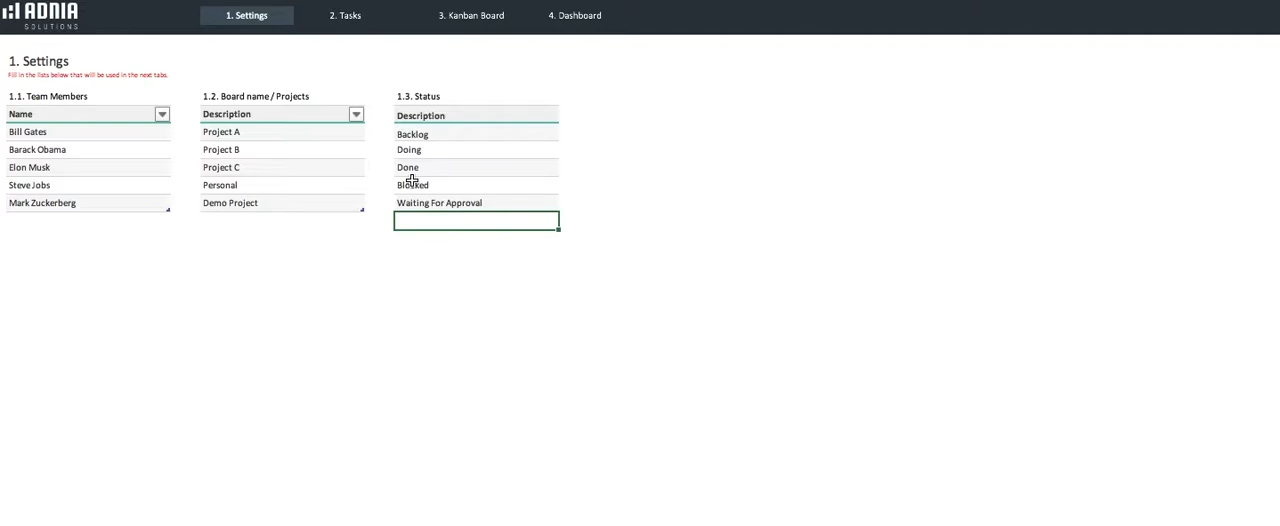 ADNIA
SOLUTIONS
1. Settings
2. Tasks
3. Kanban Board
4. Dashboard
1. Settings
Fill in the lists below that will be used in the next tabs.
1.1. Team Members
Name
Bill Gates
Barack Obama
Elon Musk
Steve Jobs
Mark Zuckerberg
1.2. Board name / Projects
Description
Project A
Project B
Project C
Personal
Demo Project
1.3. Status
Description
Backlog
Doing
Done
Blocked
Waiting For Approval